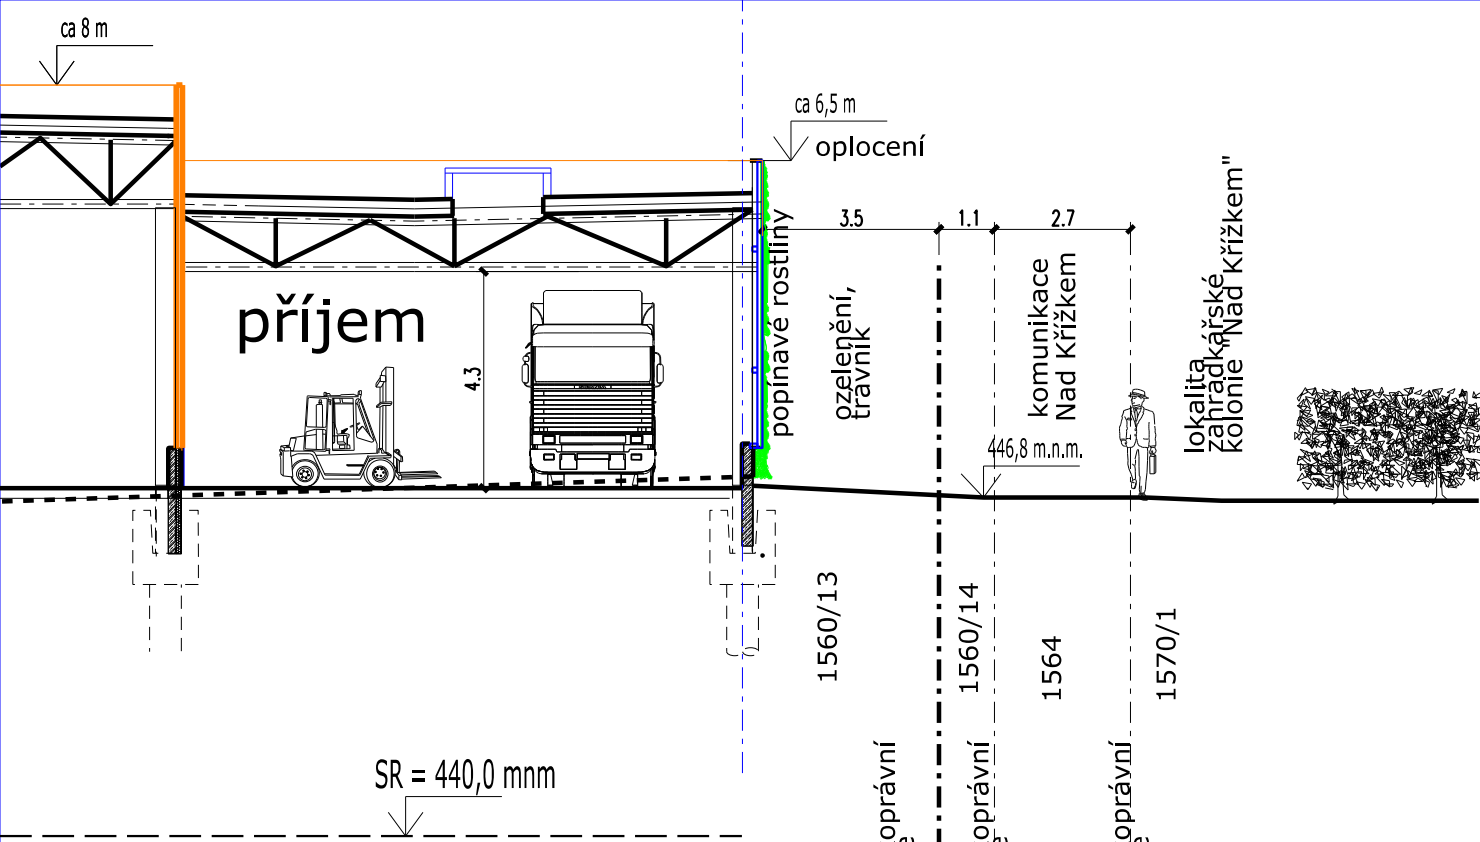 ca 8 m
ca 6,5 m
oplocení
3.5
1.1
2.7
příjem
4.3
popínavé rostliny
ozelenění,
trávník
komunikace
Nad Křížkem
lokalita
zahrádkářské
kolonie "Nad Křížkem"
446,8 m.n.m.
1560/13
1560/14
1564
1570/1
SR = 440,0 mnm
oprávní
oprávní
oprávní